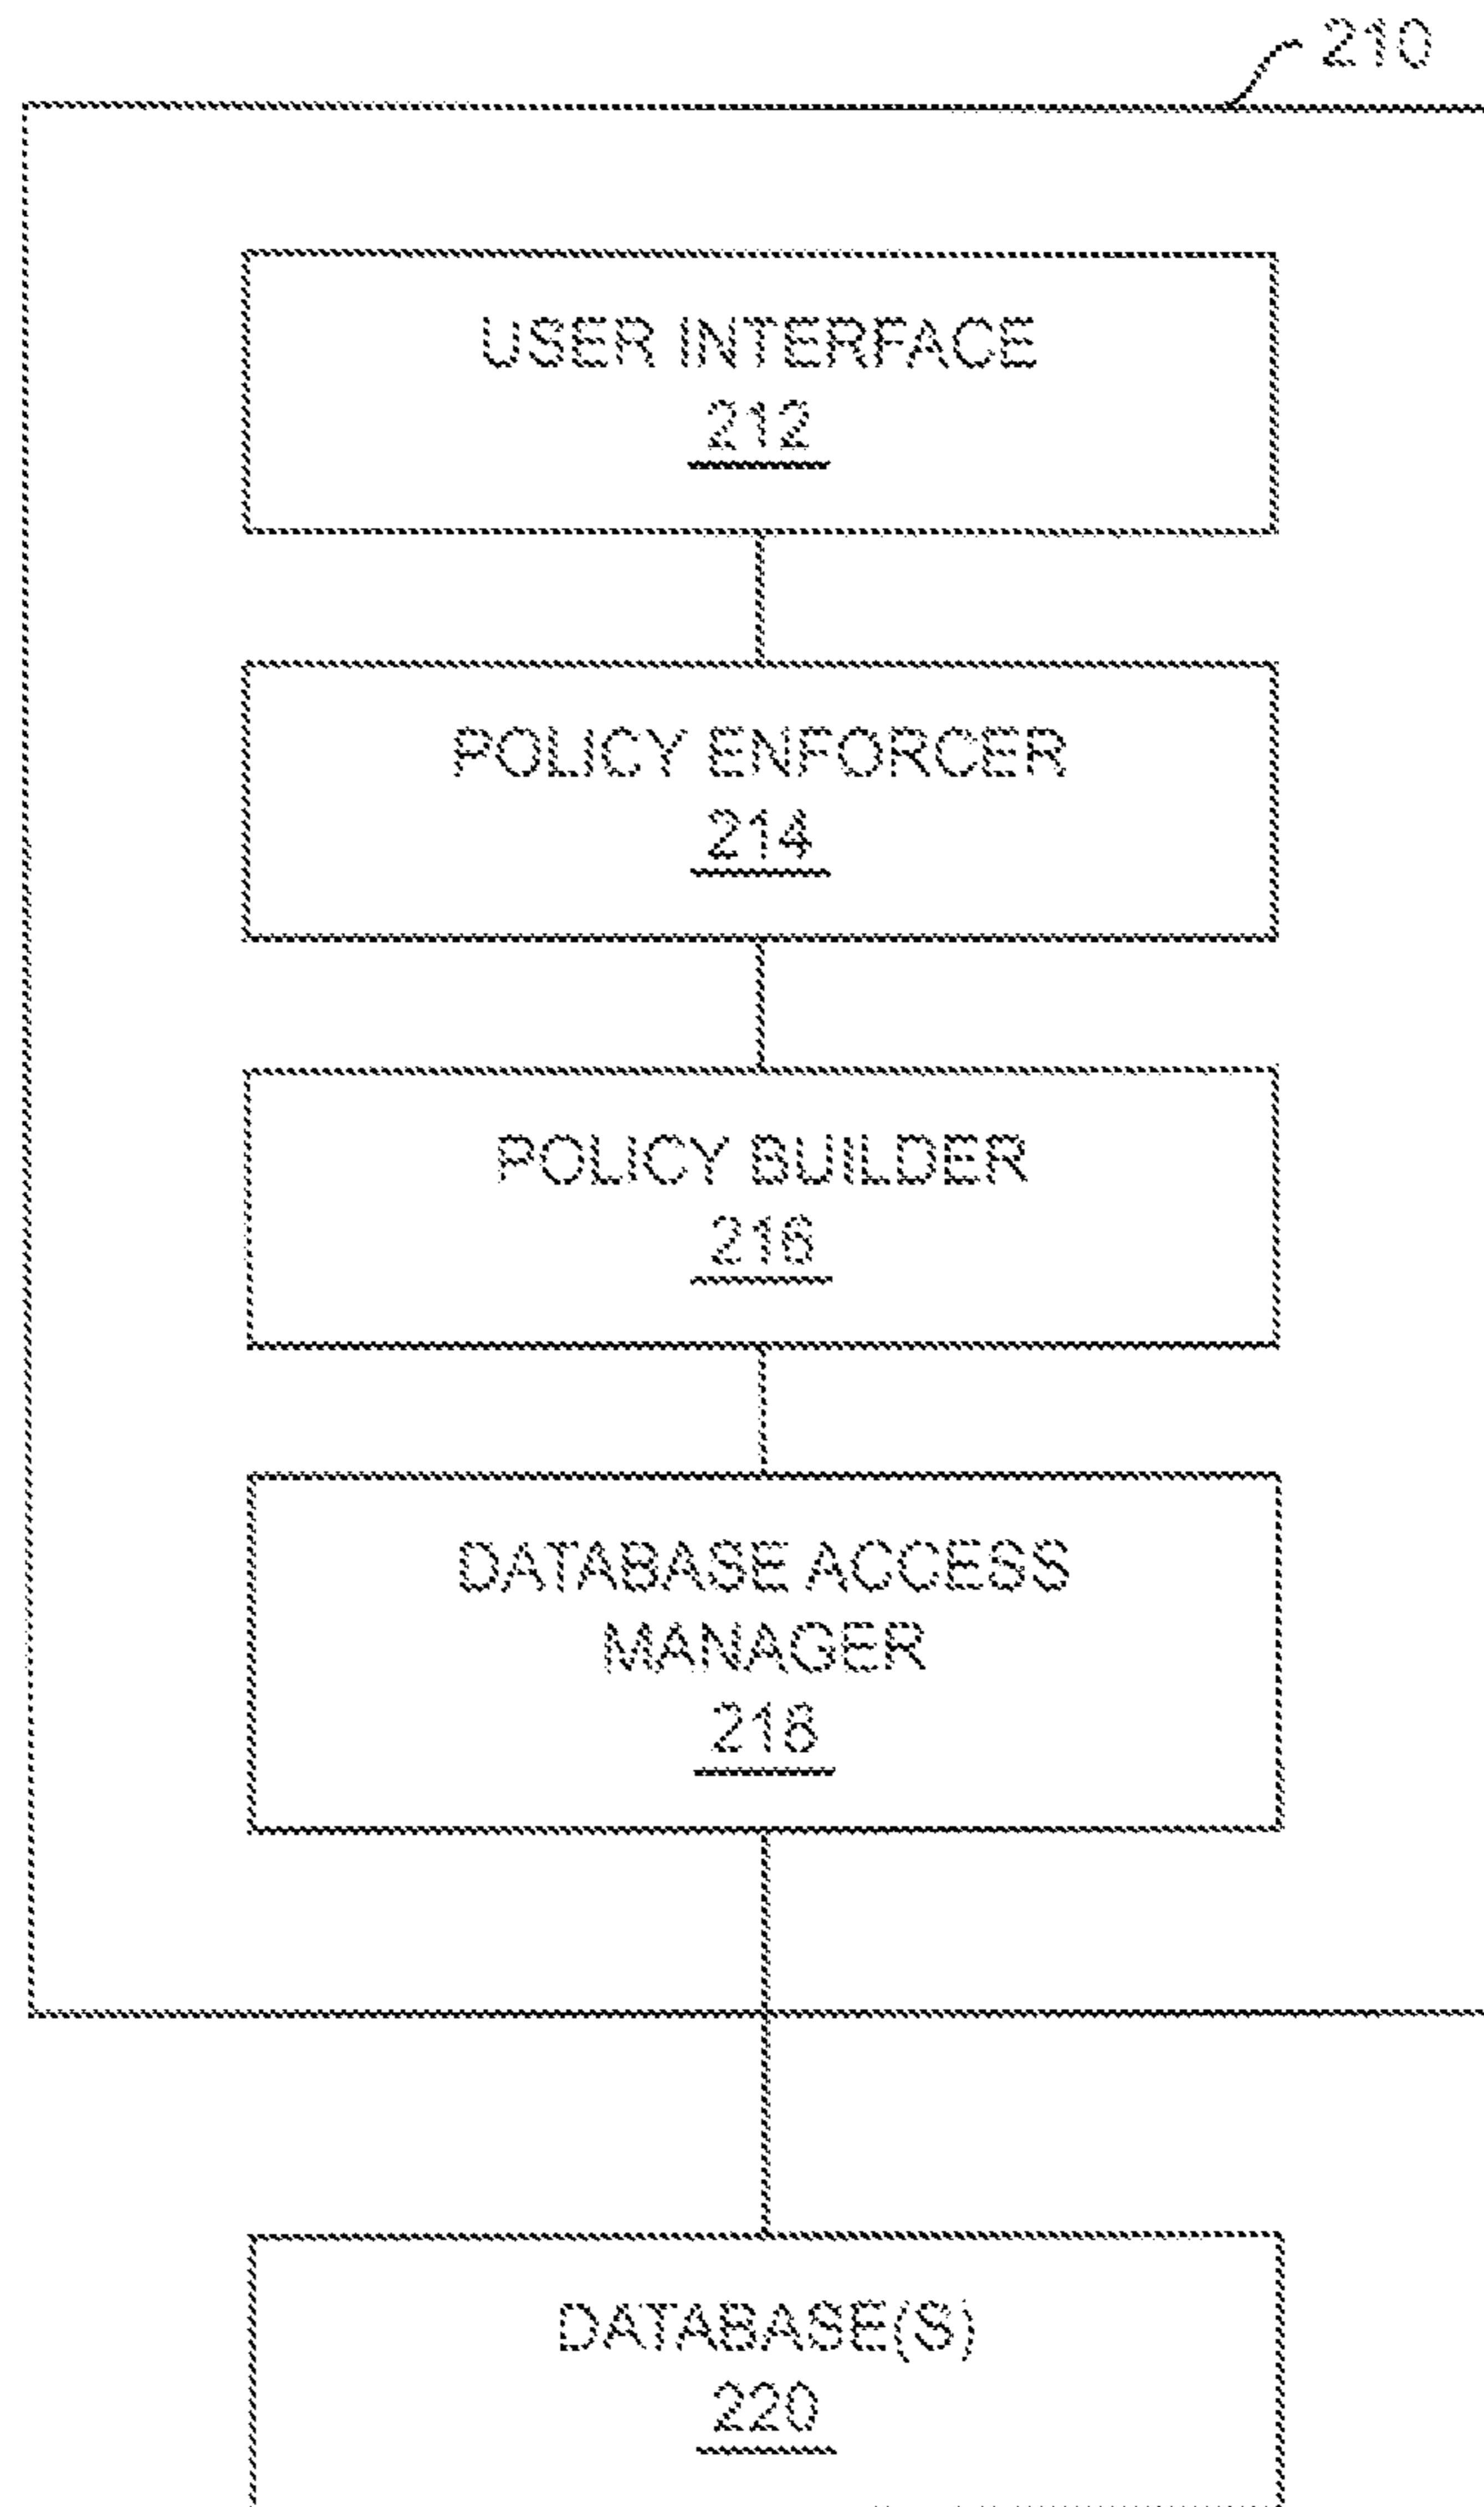 210
USER INTERFACE
212
POLICY ENFORCER
214
POLICY BUILDER
216
DATABASE ACCESS
MANAGER
218
DATABASE(S)
220